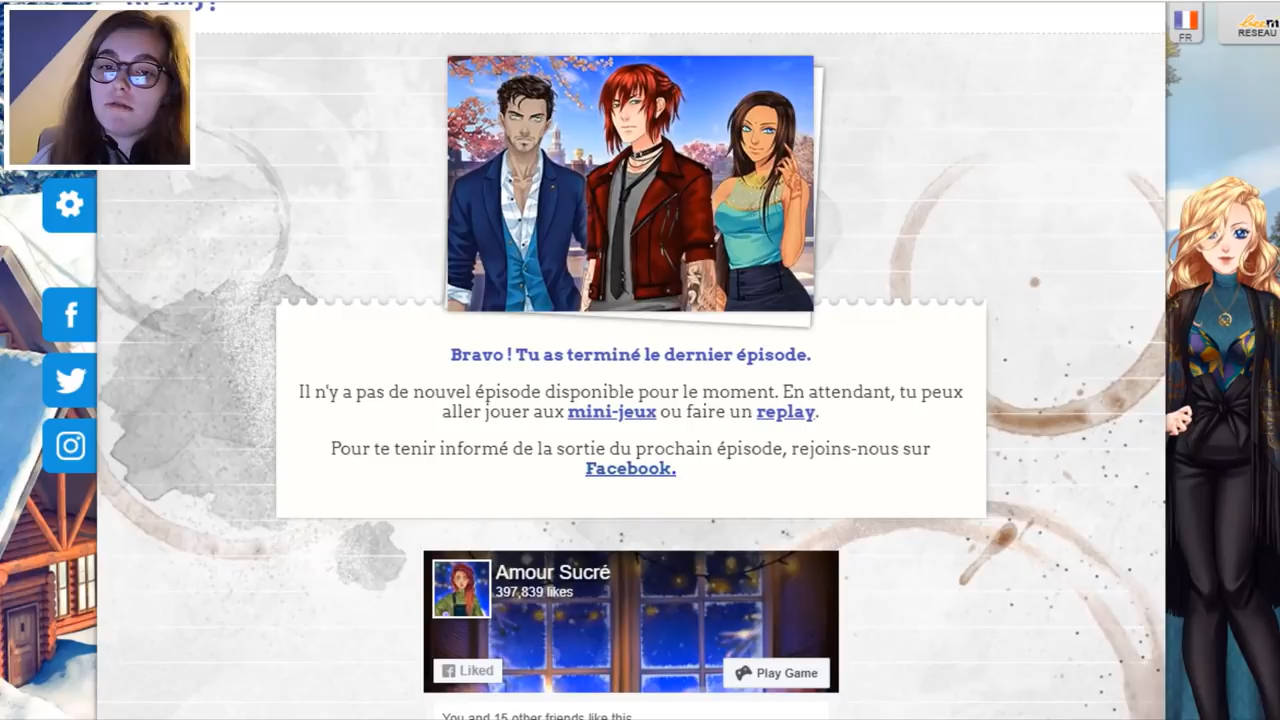 FR
RESEAU
Bravo ! Tu as terminé le dernier épisode.
Il n'y a pas de nouvel épisode disponible pour le moment. En attendant, tu peux
aller jouer aux mini-jeux ou faire un replay.
Pour te tenir informé de la sortie du prochain épisode, rejoins-nous sur
Facebook.
Amour Sucré
397,839 likes
Liked
Play Game
You and 15 other friends like this